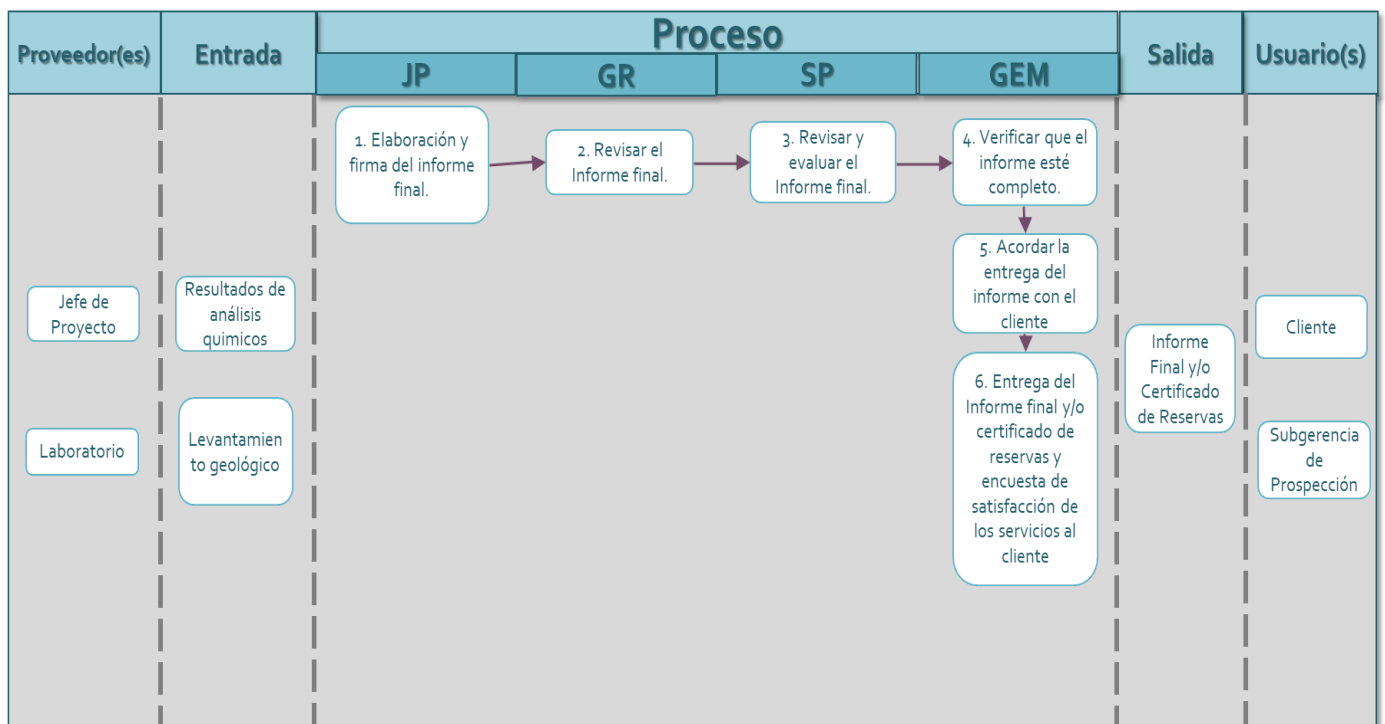 Proveedor(es)
Entrada
Proceso
JP
GR
SP
GEM
Salida
Usuario(s)
1. Elaboración y
firma del informe
final.
2. Revisar el
Informe final.
3. Revisar y
evaluar el
Informe final.
4. Verificar que el
informe esté
completo.
5. Acordar la
entrega del
informe con el
cliente
6. Entrega del
Informe final y/o
certificado de
reservas y
encuesta de
satisfacción de
los servicios al
cliente
Jefe de
Proyecto
Laboratorio
Resultados de
análisis
quimicos
Levantamien
to geológico
Informe
Final y/o
Certificado
de Reservas
Cliente
Subgerencia
de
Prospección